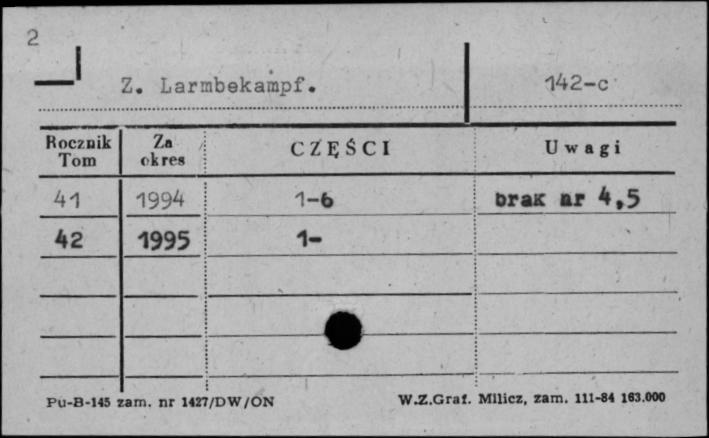 2
Z. Larmbekampf. 142-c
Rocznik Tom Za okres CZĘŚCI Uwagi
41 1994 1-6 brak nr 4,5
42 1995 1-
Pu-B-145 zam. nr 1427/DW/ON W.Z.Graf. Milicz, zam. 111-84 163.000